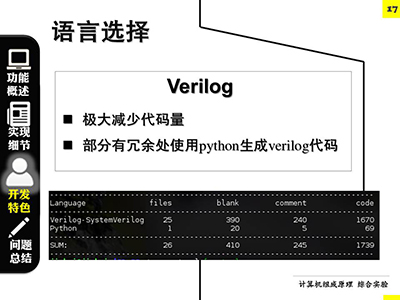 17
语言选择
功能
概述
实现
细节
开发
特色
问题
总结
Verilog
■ 极大减少代码量
■ 部分有冗余处使用python生成verilog代码
Language files blank comment code
Verilog-SystemVerilog 25 390 240 1670
Python 1 20 5 69
SUM: 26 410 245 1739
计算机组成原理 综合实验